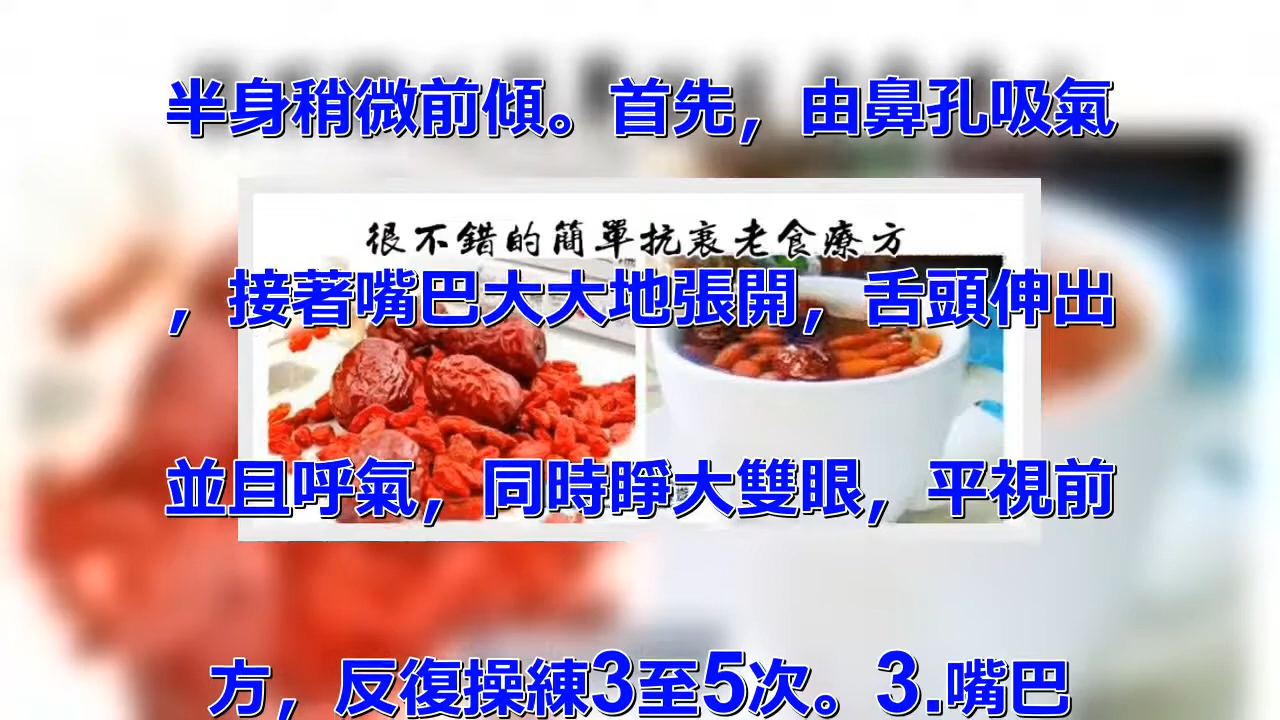 半身稍微前傾。首先，由鼻孔吸氣
很不錯的簡單抗衰老食療方
，接著嘴巴大大地張開，舌頭伸出
並且呼氣，同時睜大雙眼，平視前
方，反復操練3至5次。3.嘴巴